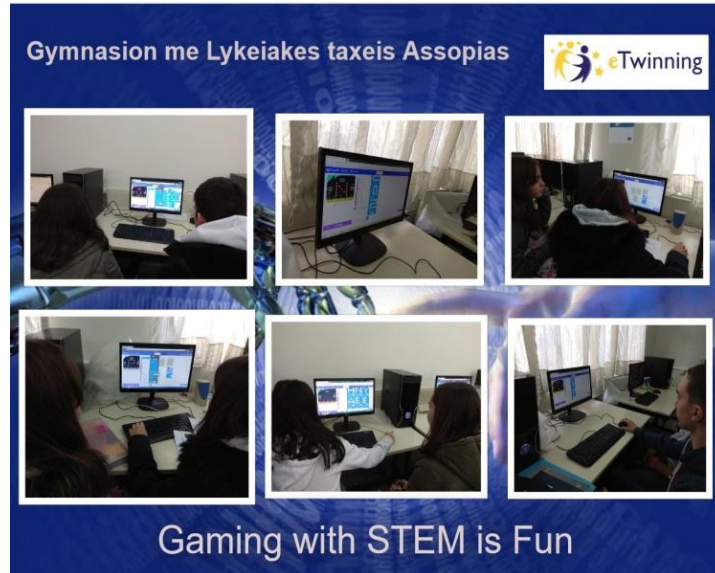 Gymnasion me Lykeiakes taxeis Assopias
eTwinning
Gaming with STEM is Fun